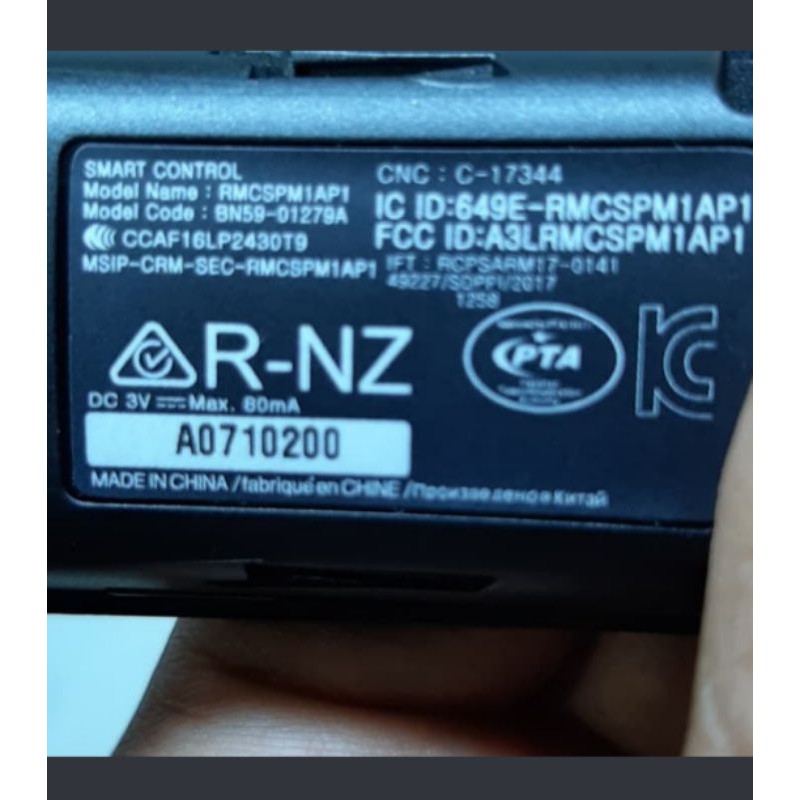 SMART CONTROL
Model Name : RMCSPM1AP1
Model Code : BN59-01279A
CCAF16LP2430T9
MSIP-CRM-SEC-RMCSPM1AP1
CNC : C-17344
IC ID:649E-RMCSPM1AP1
FCC ID:A3LRMCSPM1AP1
IFT : RCPSARM17-0141
49227/SDPPI/2017
1258
R-NZ
PTA
KC
DC 3V Max. 80mA
A0710200
MADE IN CHINA /fabriqué en CHINE /Произведено в Китай